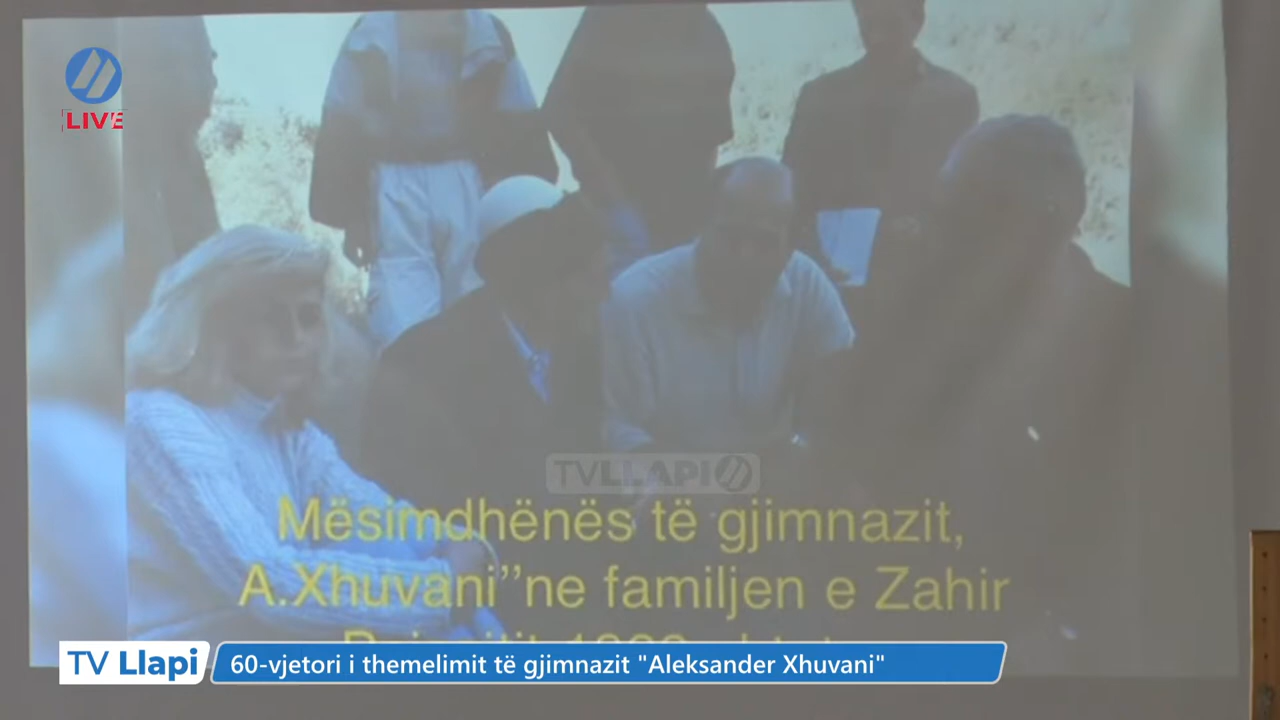 LIVE
TVLLAPI
Mësimdhënës të gjimnazit,
A.Xhuvani”ne familjen e Zahir
TV Llapi
60-vjetori i themelimit të gjimnazit "Aleksander Xhuvani"